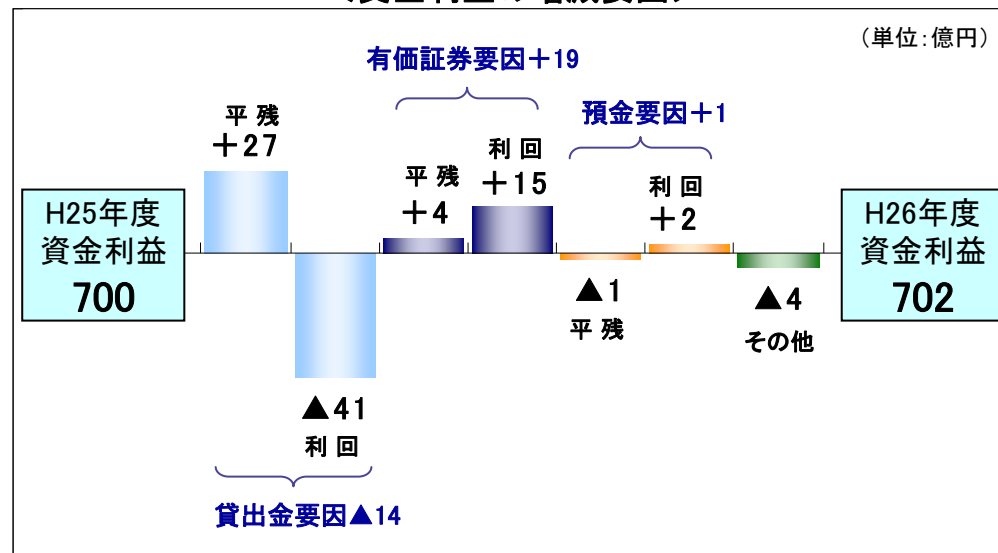 (単位:億円)
有価証券要因+19
預金要因+1
平 残
+27
平 残
+4
利 回
+15
利 回
+2
H25年度
資金利益
700
H26年度
資金利益
702
▲41
利 回
▲1
平 残
▲4
その他
貸出金要因▲14